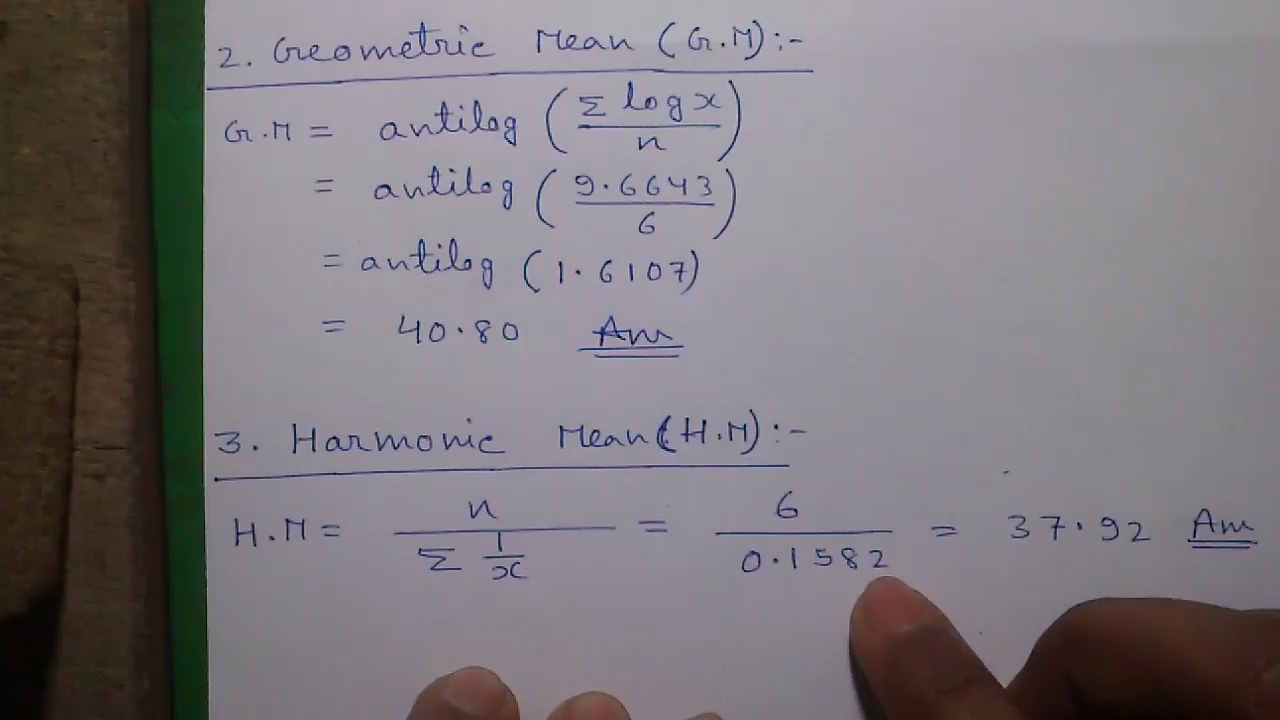 2. Geometric Mean (G.M):-
G.M = antilog (Σ log x / n)
= antilog (9.6643 / 6)
= antilog (1.6107)
= 40.80 Ans
3. Harmonic Mean (H.M):-
H.M = n / Σ 1/x = 6 / 0.1582 = 37.92 Ans